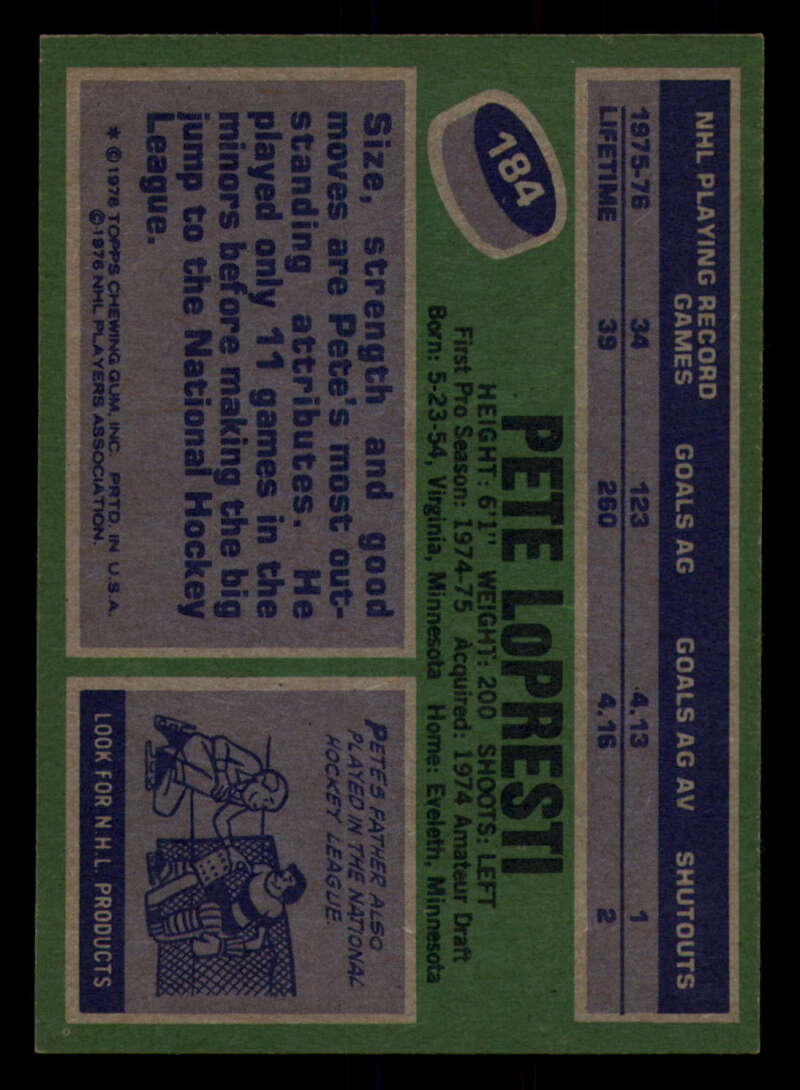 NHL PLAYING RECORD
GAMES GOALS AG GOALS AG AV SHUTOUTS
1975-76 34 123 4.13 1
LIFETIME 39 260 4.16 2
184
PETE LoPRESTI
HEIGHT: 6'1" WEIGHT: 200 SHOOTS: LEFT
First Pro Season: 1974-75 Acquired: 1974 Amateur Draft
Born: 5-23-54, Virginia, Minnesota Home: Eveleth, Minnesota
Size, strength and good
moves are Pete's most out-
standing attributes. He
played only 11 games in the
minors before making the big
jump to the National Hockey
League.
* © 1976 TOPPS CHEWING GUM, INC. PRTD. IN U.S.A.
© 1976 NHL PLAYERS ASSOCIATION.
PETE'S FATHER ALSO
PLAYED IN THE NATIONAL
HOCKEY LEAGUE.
LOOK FOR N.H.L. PRODUCTS